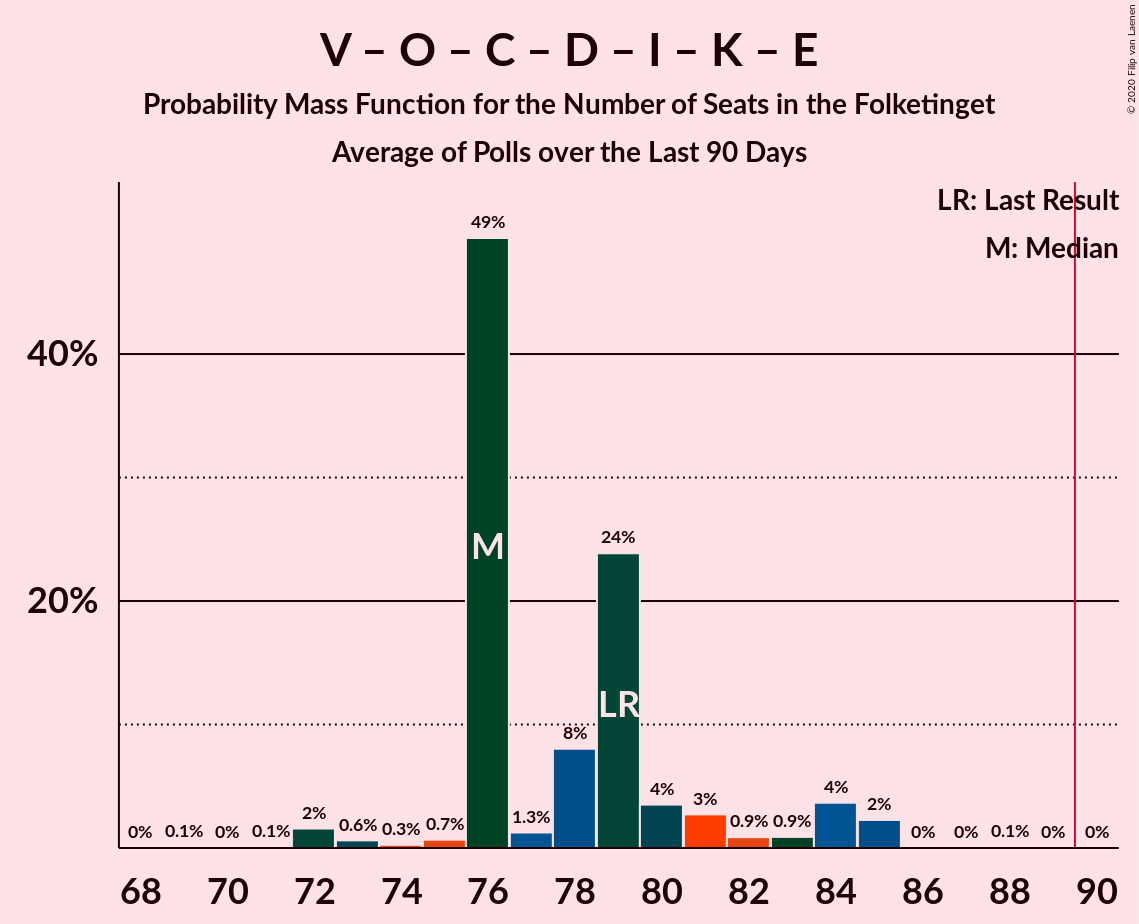 V – O – C – D – I – K – E
Probability Mass Function for the Number of Seats in the Folketinget
Average of Polls over the Last 90 Days
© 2020 Filip van Laenen
LR: Last Result
M: Median
49%
40%
M
24%
20%
LR
8%
4%
3%
4%
2%
2%
1.3%
0.9%
0.9%
0%
0.1%
0%
0.1%
0.6%
0.3%
0.7%
0%
0%
0.1%
0%
0%
68 70 72 74 76 78 80 82 84 86 88 90